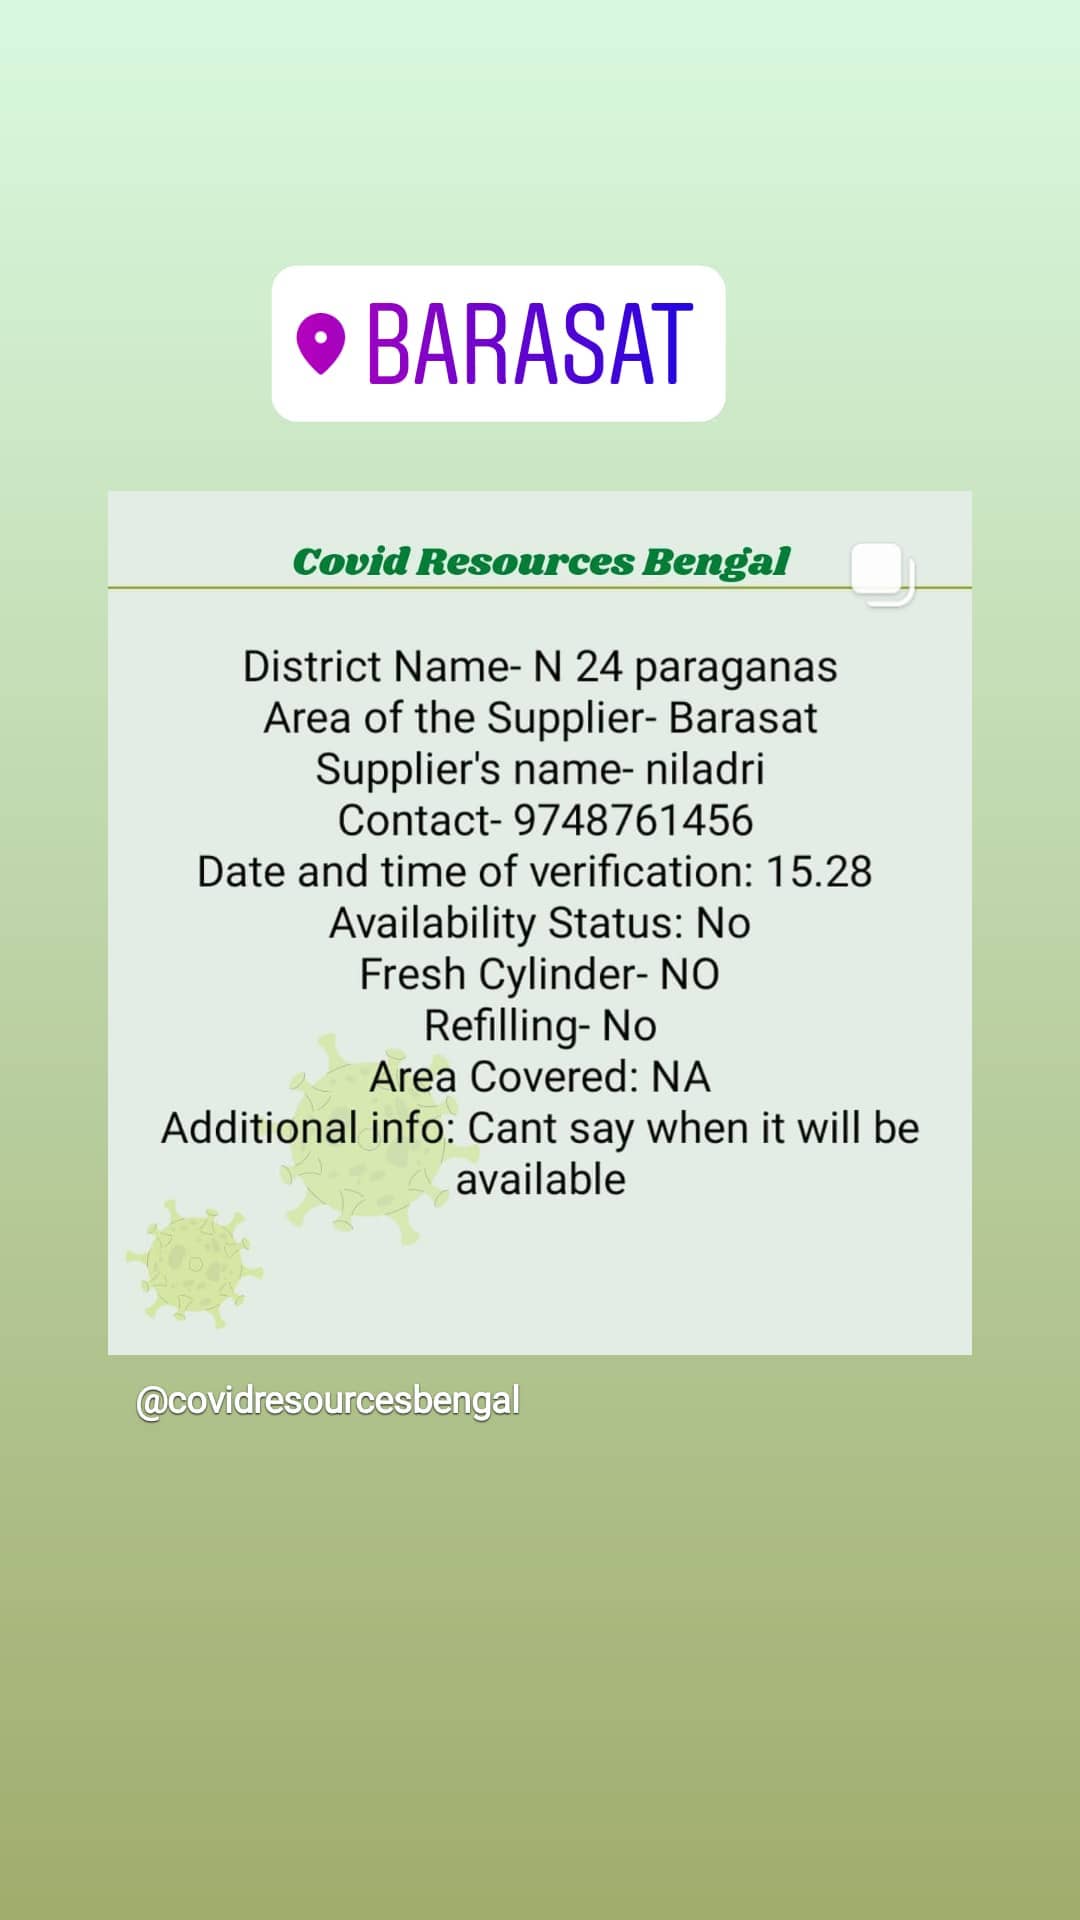 BARASAT
Covid Resources Bengal
District Name- N 24 paraganas
Area of the Supplier- Barasat
Supplier's name- niladri
Contact- 9748761456
Date and time of verification: 15.28
Availability Status: No
Fresh Cylinder- NO
Refilling- No
Area Covered: NA
Additional info: Cant say when it will be
available
@covidresourcesbengal